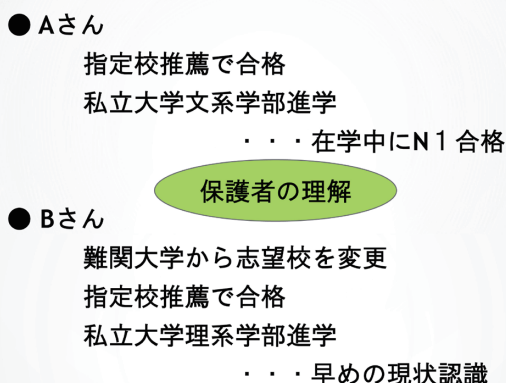 ● Aさん
指定校推薦で合格
私立大学文系学部進学
・・・在学中にN１合格
保護者の理解
● Bさん
難関大学から志望校を変更
指定校推薦で合格
私立大学理系学部進学
・・・早めの現状認識